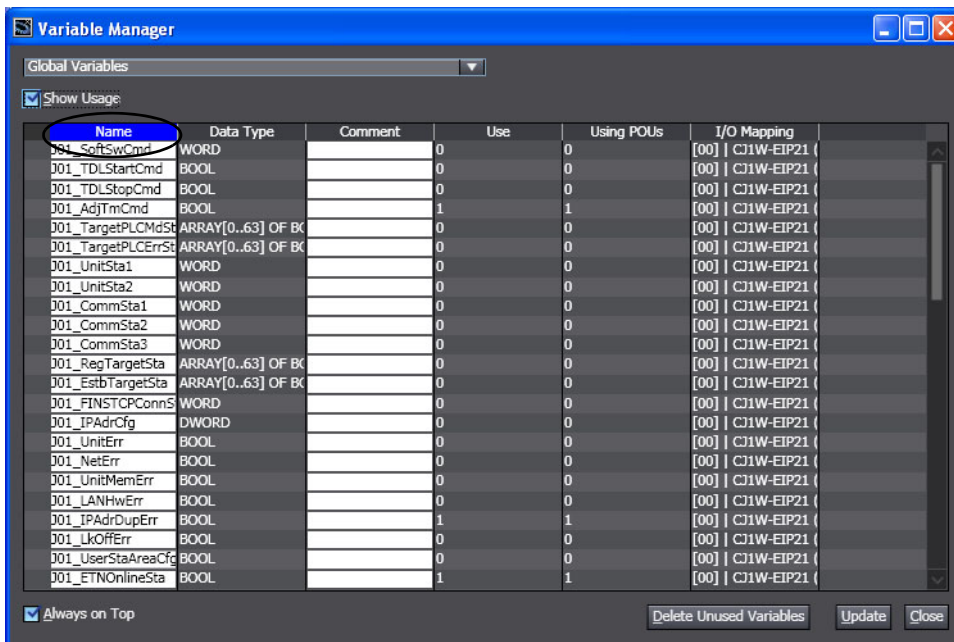 Variable Manager
Global Variables
Show Usage
Name Data Type Comment Use Using POUs I/O Mapping
J01_SoftSwCmd WORD 0 0 [00] | CJ1W-EIP21 (
J01_TDLStartCmd BOOL 0 0 [00] | CJ1W-EIP21 (
J01_TDLStopCmd BOOL 0 0 [00] | CJ1W-EIP21 (
J01_AdjTmCmd BOOL 1 1 [00] | CJ1W-EIP21 (
J01_TargetPLCMdSt ARRAY[0..63] OF BO 0 0 [00] | CJ1W-EIP21 (
J01_TargetPLCErrSt ARRAY[0..63] OF BO 0 0 [00] | CJ1W-EIP21 (
J01_UnitSta1 WORD 0 0 [00] | CJ1W-EIP21 (
J01_UnitSta2 WORD 0 0 [00] | CJ1W-EIP21 (
J01_CommSta1 WORD 0 0 [00] | CJ1W-EIP21 (
J01_CommSta2 WORD 0 0 [00] | CJ1W-EIP21 (
J01_CommSta3 WORD 0 0 [00] | CJ1W-EIP21 (
J01_RegTargetSta ARRAY[0..63] OF BO 0 0 [00] | CJ1W-EIP21 (
J01_EstbTargetSta ARRAY[0..63] OF BO 0 0 [00] | CJ1W-EIP21 (
J01_FINSTCPConnS WORD 0 0 [00] | CJ1W-EIP21 (
J01_IPAdrCfg DWORD 0 0 [00] | CJ1W-EIP21 (
J01_UnitErr BOOL 0 0 [00] | CJ1W-EIP21 (
J01_NetErr BOOL 0 0 [00] | CJ1W-EIP21 (
J01_UnitMemErr BOOL 0 0 [00] | CJ1W-EIP21 (
J01_LANHwErr BOOL 0 0 [00] | CJ1W-EIP21 (
J01_IPAdrDupErr BOOL 1 1 [00] | CJ1W-EIP21 (
J01_LkOffErr BOOL 0 0 [00] | CJ1W-EIP21 (
J01_UserStaAreaCfg BOOL 0 0 [00] | CJ1W-EIP21 (
J01_ETNOnlineSta BOOL 1 1 [00] | CJ1W-EIP21 (
Always on Top Delete Unused Variables Update Close